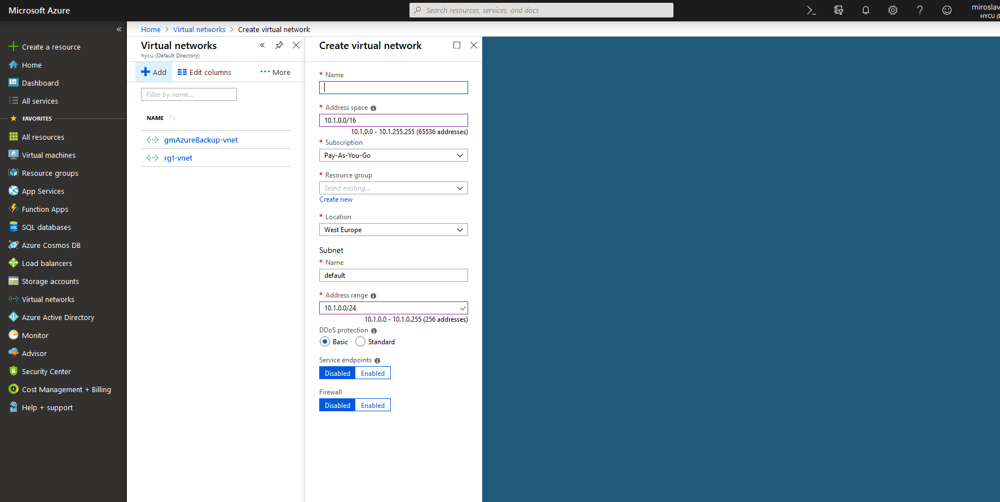 Microsoft Azure
Search resources, services, and docs
miroslav
HYCU (D
Create a resource
Home
Dashboard
All services
FAVORITES
All resources
Virtual machines
Resource groups
App Services
Function Apps
SQL databases
Azure Cosmos DB
Load balancers
Storage accounts
Virtual networks
Azure Active Directory
Monitor
Advisor
Security Center
Cost Management + Billing
Help + support
Home > Virtual networks > Create virtual network
Virtual networks
hycu (Default Directory)
Add
Edit columns
More
Filter by name...
NAME
gmAzureBackup-vnet
rg1-vnet
Create virtual network
* Name
* Address space
10.1.0.0/16
10.1.0.0 - 10.1.255.255 (65536 addresses)
* Subscription
Pay-As-You-Go
* Resource group
Select existing...
Create new
* Location
West Europe
Subnet
* Name
default
* Address range
10.1.0.0/24
10.1.0.0 - 10.1.0.255 (256 addresses)
DDoS protection
Basic Standard
Service endpoints
Disabled Enabled
Firewall
Disabled Enabled